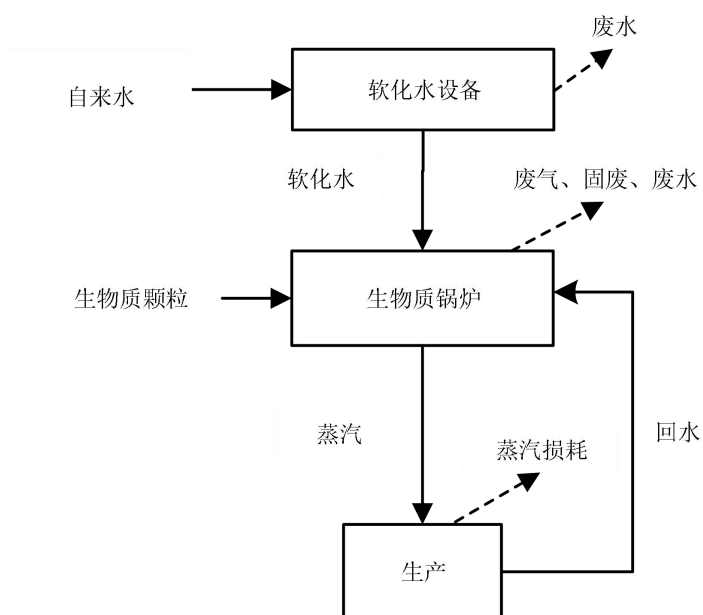 废水
自来水
软化水设备
软化水
废气、固废、废水
生物质颗粒
生物质锅炉
蒸汽
回水
蒸汽损耗
生产